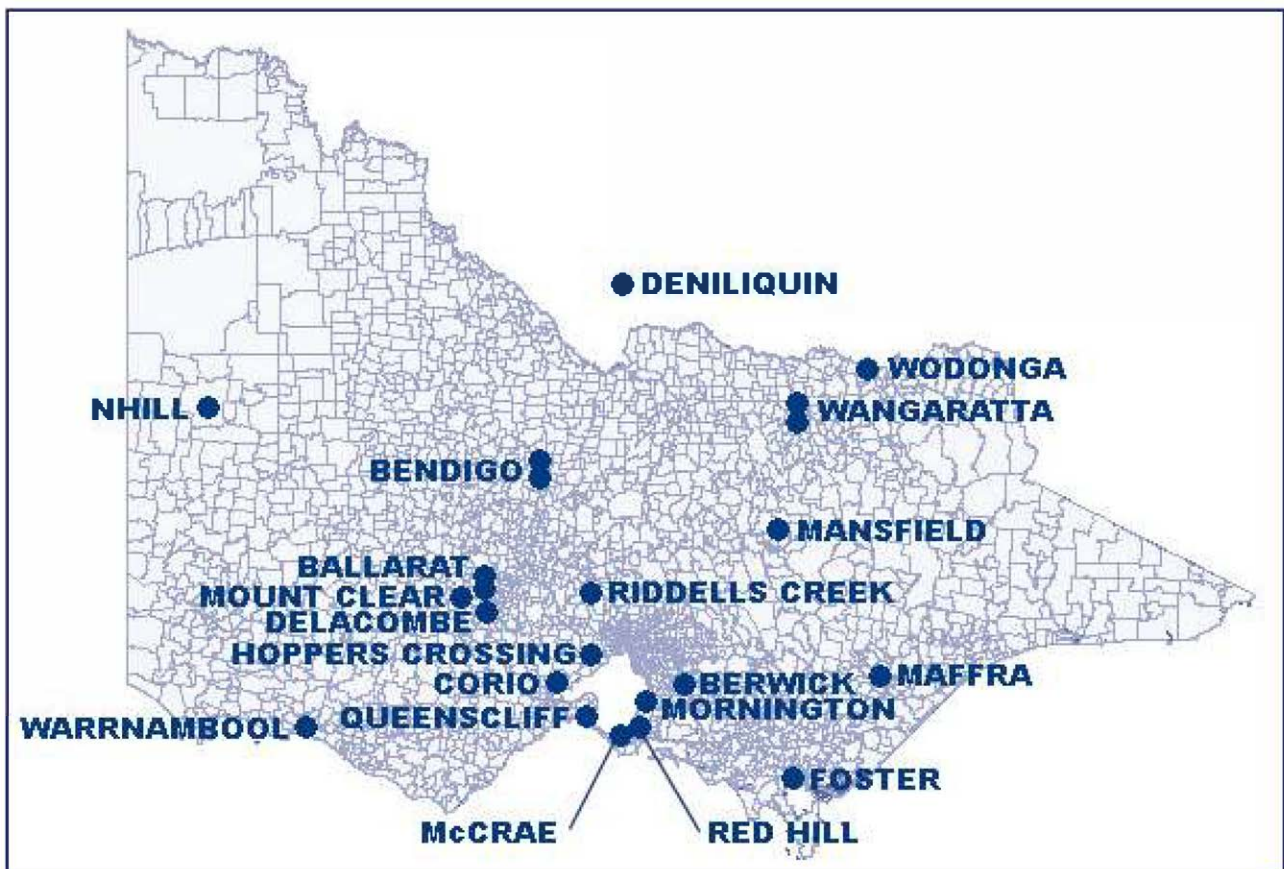 DENILIQUIN
WODONGA
NHILL
WANGARATTA
BENDIGO
MANSFIELD
BALLARAT
MOUNT CLEAR
RIDDELLS CREEK
DELACOMBE
HOPPERS CROSSING
CORIO
BERWICK
MAFFRA
QUEENSCLIFF
MORNINGTON
WARRNAMBOOL
FOSTER
McCRAE
RED HILL